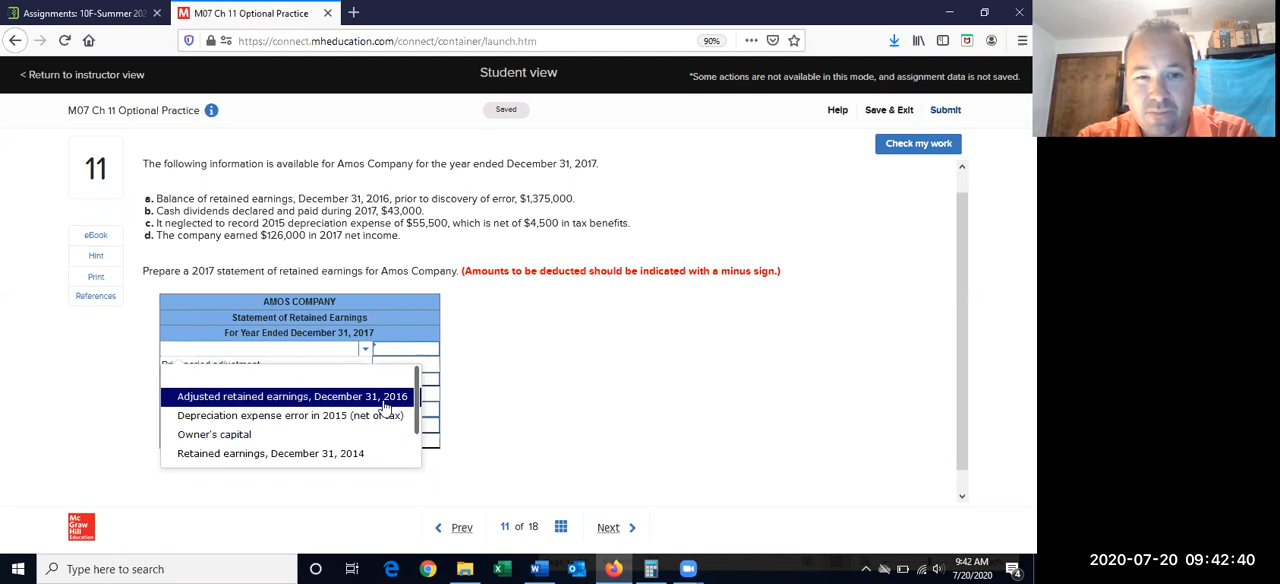 Assignments: 10F-Summer 202
M07 Ch 11 Optional Practice
https://connect.mheducation.com/connect/container/launch.htm
90%
< Return to instructor view
Student view
*Some actions are not available in this mode, and assignment data is not saved.
M07 Ch 11 Optional Practice
Saved
Help
Save & Exit
Submit
Check my work
11
The following information is available for Amos Company for the year ended December 31, 2017.
a. Balance of retained earnings, December 31, 2016, prior to discovery of error, $1,375,000.
b. Cash dividends declared and paid during 2017, $43,000.
c. It neglected to record 2015 depreciation expense of $55,500, which is net of $4,500 in tax benefits.
d. The company earned $126,000 in 2017 net income.
eBook
Hint
Print
References
Prepare a 2017 statement of retained earnings for Amos Company. (Amounts to be deducted should be indicated with a minus sign.)
AMOS COMPANY
Statement of Retained Earnings
For Year Ended December 31, 2017
Adjusted retained earnings, December 31, 2016
Depreciation expense error in 2015 (net of tax)
Owner's capital
Retained earnings, December 31, 2014
Mc
Graw
Hill
Education
Prev
11 of 18
Next
Type here to search
9:42 AM
7/20/2020
4
2020-07-20 09:42:40